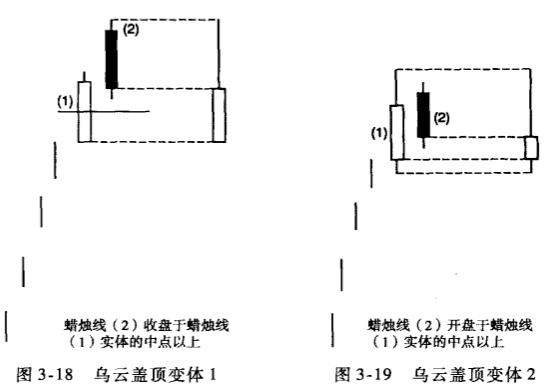 (2)
(1)
(1)
(2)
蜡烛线（2）收盘于蜡烛线
（1）实体的中点以上
图 3-18 乌云盖顶变体 1
蜡烛线（2）开盘于蜡烛线
（1）实体的中点以上
图 3-19 乌云盖顶变体 2